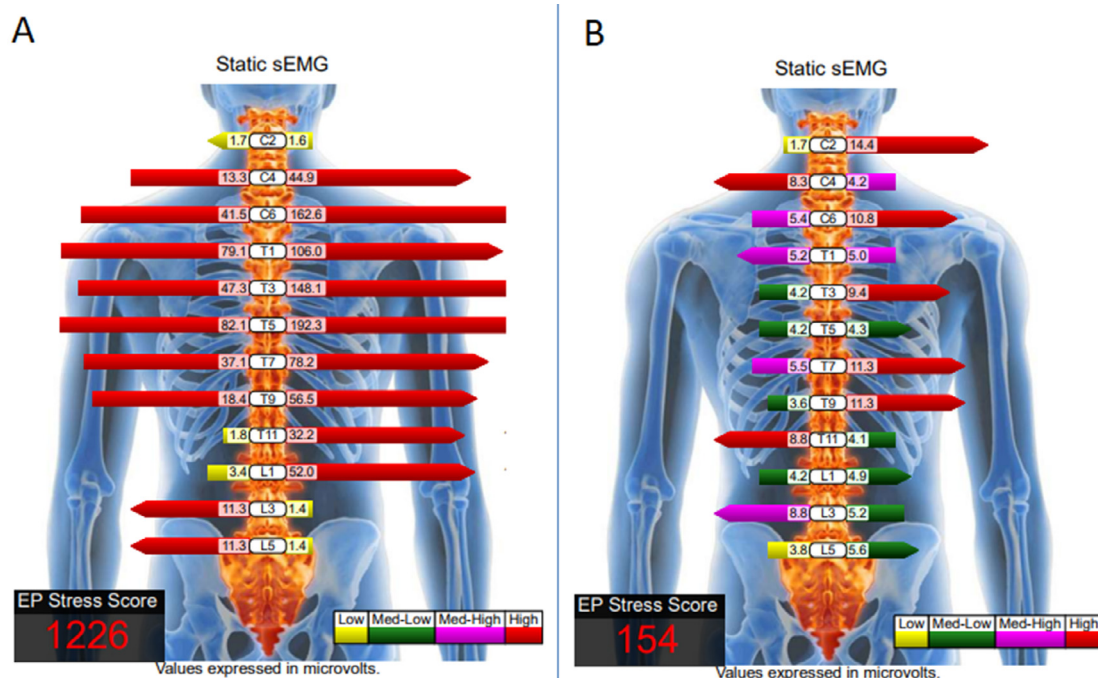 A
Static sEMG
1.7 C2 1.6
13.3 C4 44.9
41.5 C6 162.6
79.1 T1 106.0
47.3 T3 148.1
82.1 T5 192.3
37.1 T7 78.2
18.4 T9 56.5
1.8 T11 32.2
3.4 L1 52.0
11.3 L3 1.4
11.3 L5 1.4
EP Stress Score
1226
Low Med-Low Med-High High
Values expressed in microvolts.
B
Static sEMG
1.7 C2 14.4
8.3 C4 4.2
5.4 C6 10.8
5.2 T1 5.0
4.2 T3 9.4
4.2 T5 4.3
5.5 T7 11.3
3.6 T9 11.3
8.8 T11 4.1
4.2 L1 4.9
8.8 L3 5.2
3.8 L5 5.6
EP Stress Score
154
Low Med-Low Med-High High
Values expressed in microvolts.